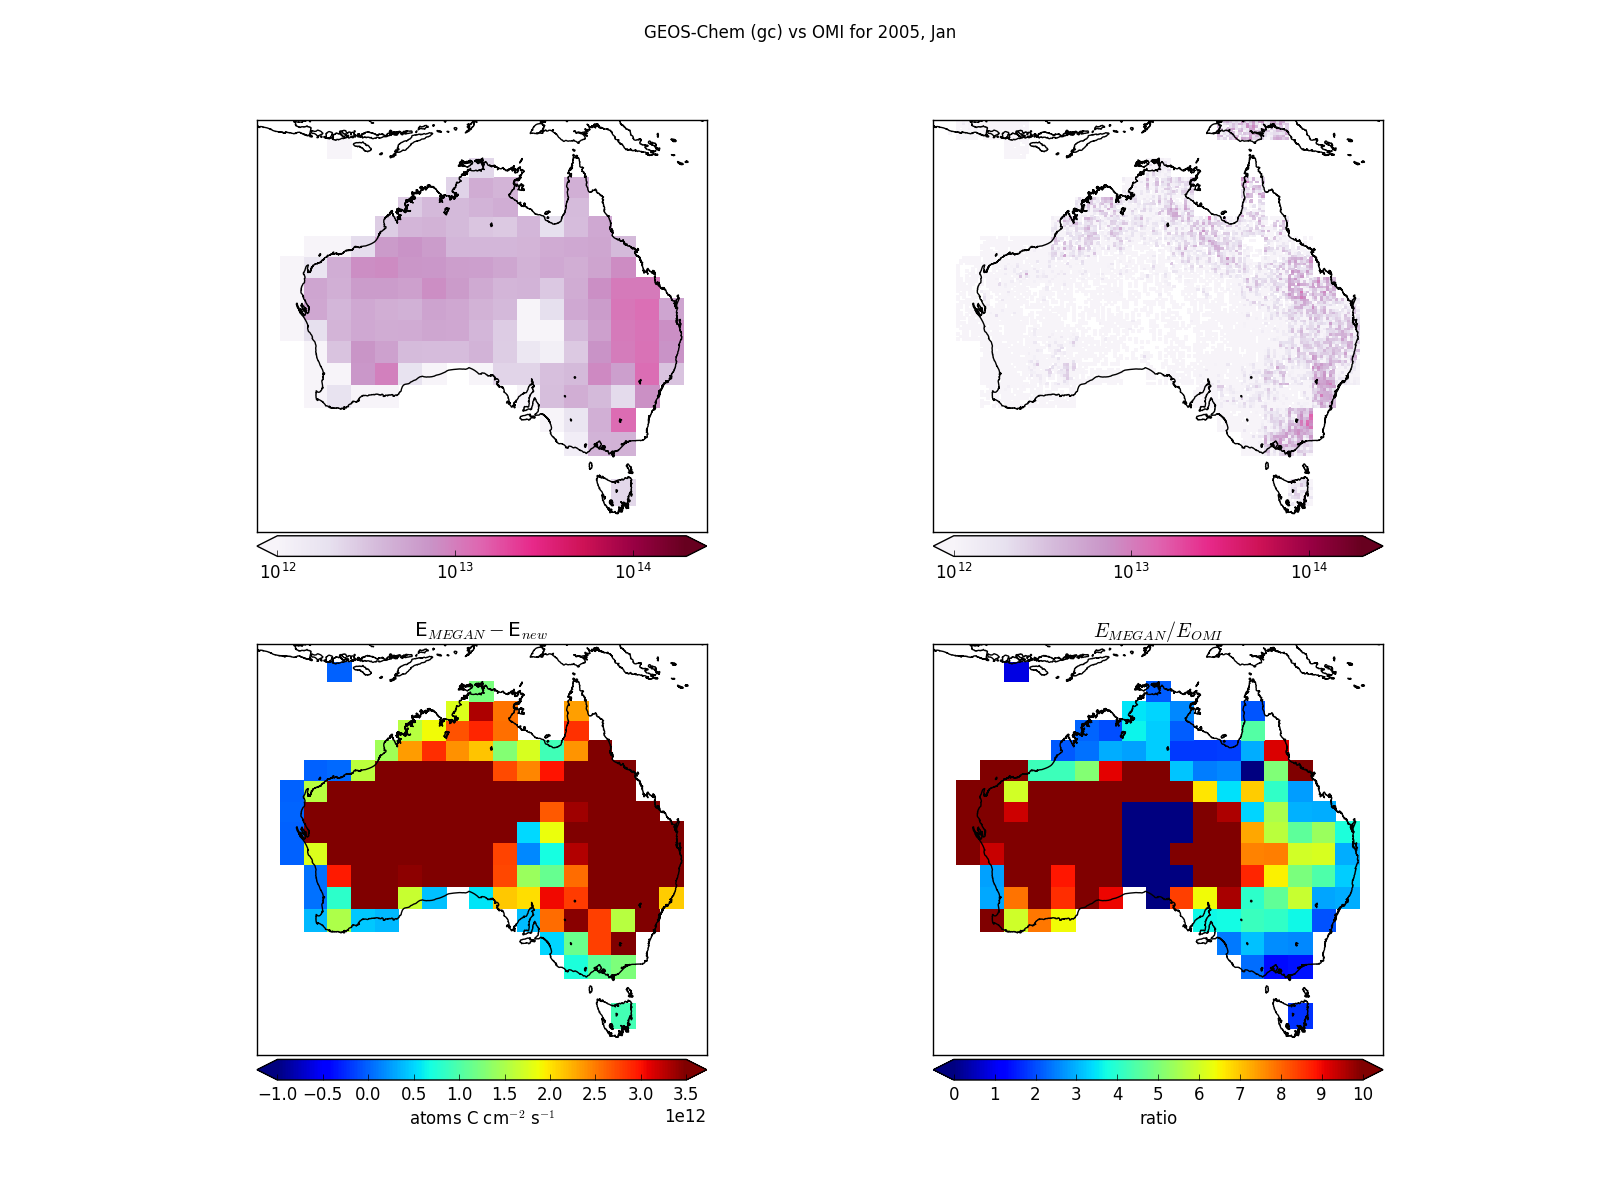 GEOS-Chem (gc) vs OMI for 2005, Jan
10^12 10^13 10^14
10^12 10^13 10^14
E_MEGAN − E_new
E_MEGAN/E_OMI
−1.0 −0.5 0.0 0.5 1.0 1.5 2.0 2.5 3.0 3.5
atoms C cm^−2 s^−1
1e12
0 1 2 3 4 5 6 7 8 9 10
ratio